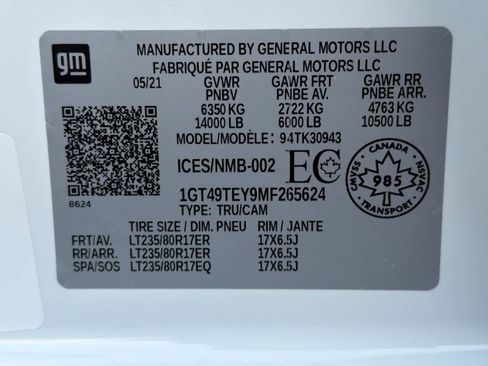 gm
MANUFACTURED BY GENERAL MOTORS LLC
FABRIQUÉ PAR GENERAL MOTORS LLC
05/21 GVWR GAWR FRT GAWR RR
PNBV PNBE AV. PNBE ARR.
6350 KG 2722 KG 4763 KG
14000 LB 6000 LB 10500 LB
MODEL/MODÈLE: 94TK30943
ICES/NMB-002 EC
CANADA
CMVSS 985 NSVAC
TRANSPORT
8624
1GT49TEY9MF265624
TYPE: TRU/CAM
TIRE SIZE / DIM. PNEU RIM / JANTE
FRT/AV. LT235/80R17ER 17X6.5J
RR/ARR. LT235/80R17ER 17X6.5J
SPA/SOS LT235/80R17EQ 17X6.5J